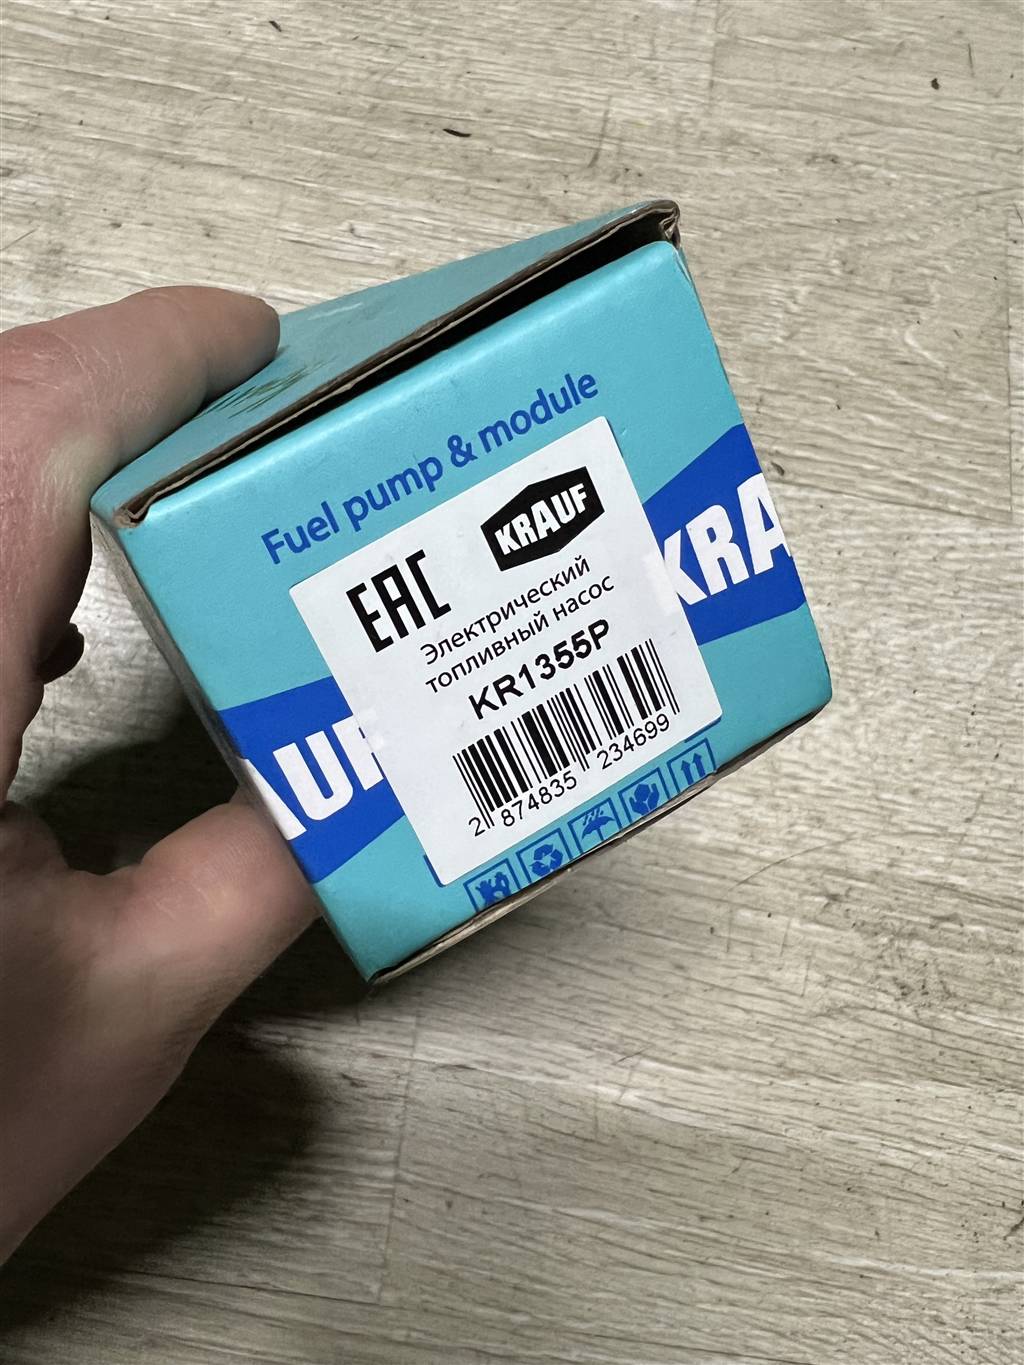 Fuel pump & module
KRAUF
EAC
Электрический
топливный насос
KR1355P
2 874835 234699
KRA
AUF